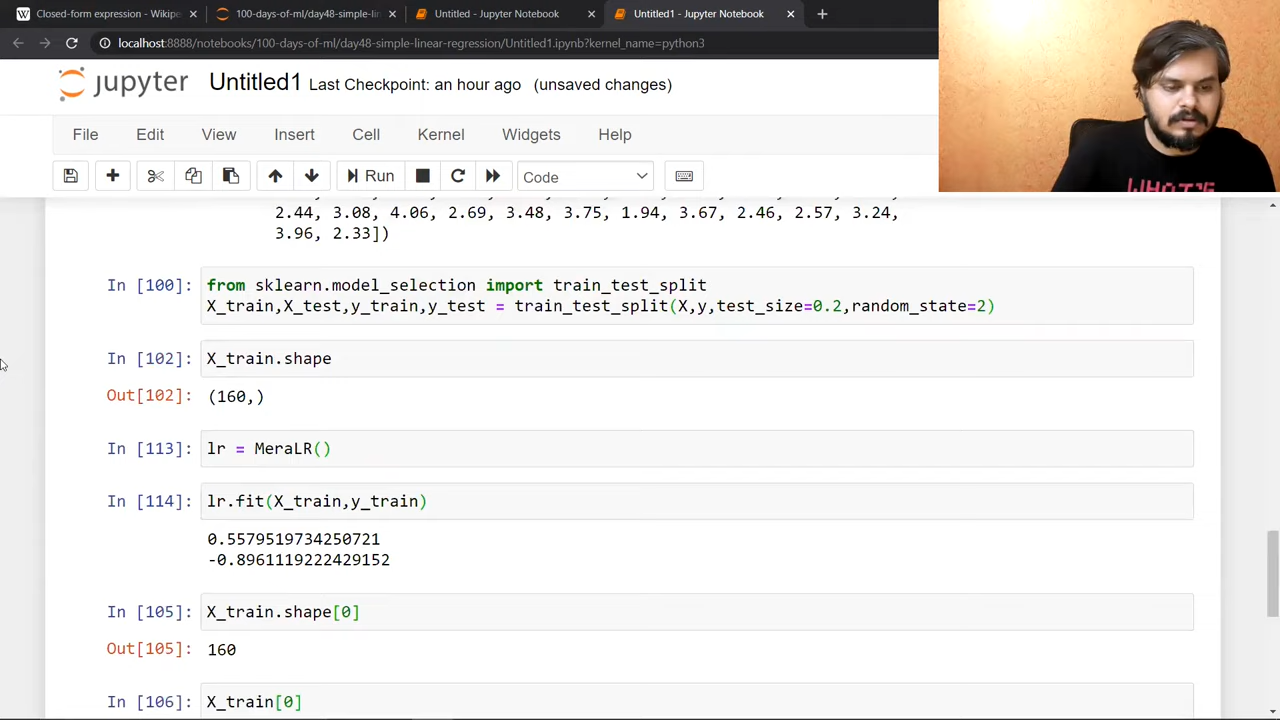 Closed-form expression - Wikipe
100-days-of-ml/day48-simple-lin
Untitled - Jupyter Notebook
Untitled1 - Jupyter Notebook
localhost:8888/notebooks/100-days-of-ml/day48-simple-linear-regression/Untitled1.ipynb?kernel_name=python3
jupyter Untitled1 Last Checkpoint: an hour ago (unsaved changes)
File Edit View Insert Cell Kernel Widgets Help
Run Code
2.44, 3.08, 4.06, 2.69, 3.48, 3.75, 1.94, 3.67, 2.46, 2.57, 3.24,
3.96, 2.33])
In [100]: from sklearn.model_selection import train_test_split
X_train,X_test,y_train,y_test = train_test_split(X,y,test_size=0.2,random_state=2)
In [102]: X_train.shape
Out[102]: (160,)
In [113]: lr = MeraLR()
In [114]: lr.fit(X_train,y_train)
0.5579519734250721
-0.8961119222429152
In [105]: X_train.shape[0]
Out[105]: 160
In [106]: X_train[0]